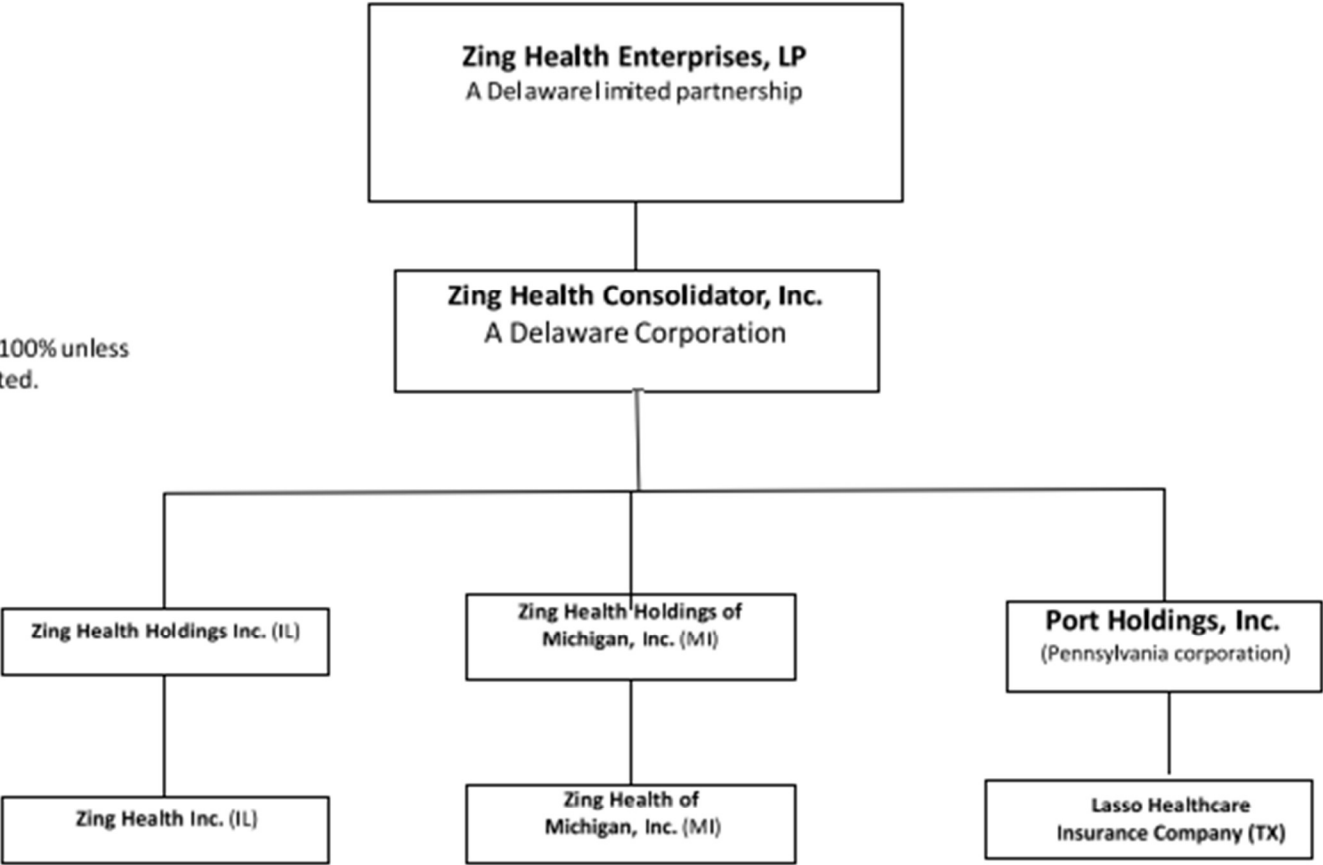 Zing Health Enterprises, LP
A Delaware limited partnership
Zing Health Consolidator, Inc.
A Delaware Corporation
100% unless
ted.
Zing Health Holdings Inc. (IL)
Zing Health Holdings of
Michigan, Inc. (MI)
Port Holdings, Inc.
(Pennsylvania corporation)
Zing Health Inc. (IL)
Zing Health of
Michigan, Inc. (MI)
Lasso Healthcare
Insurance Company (TX)